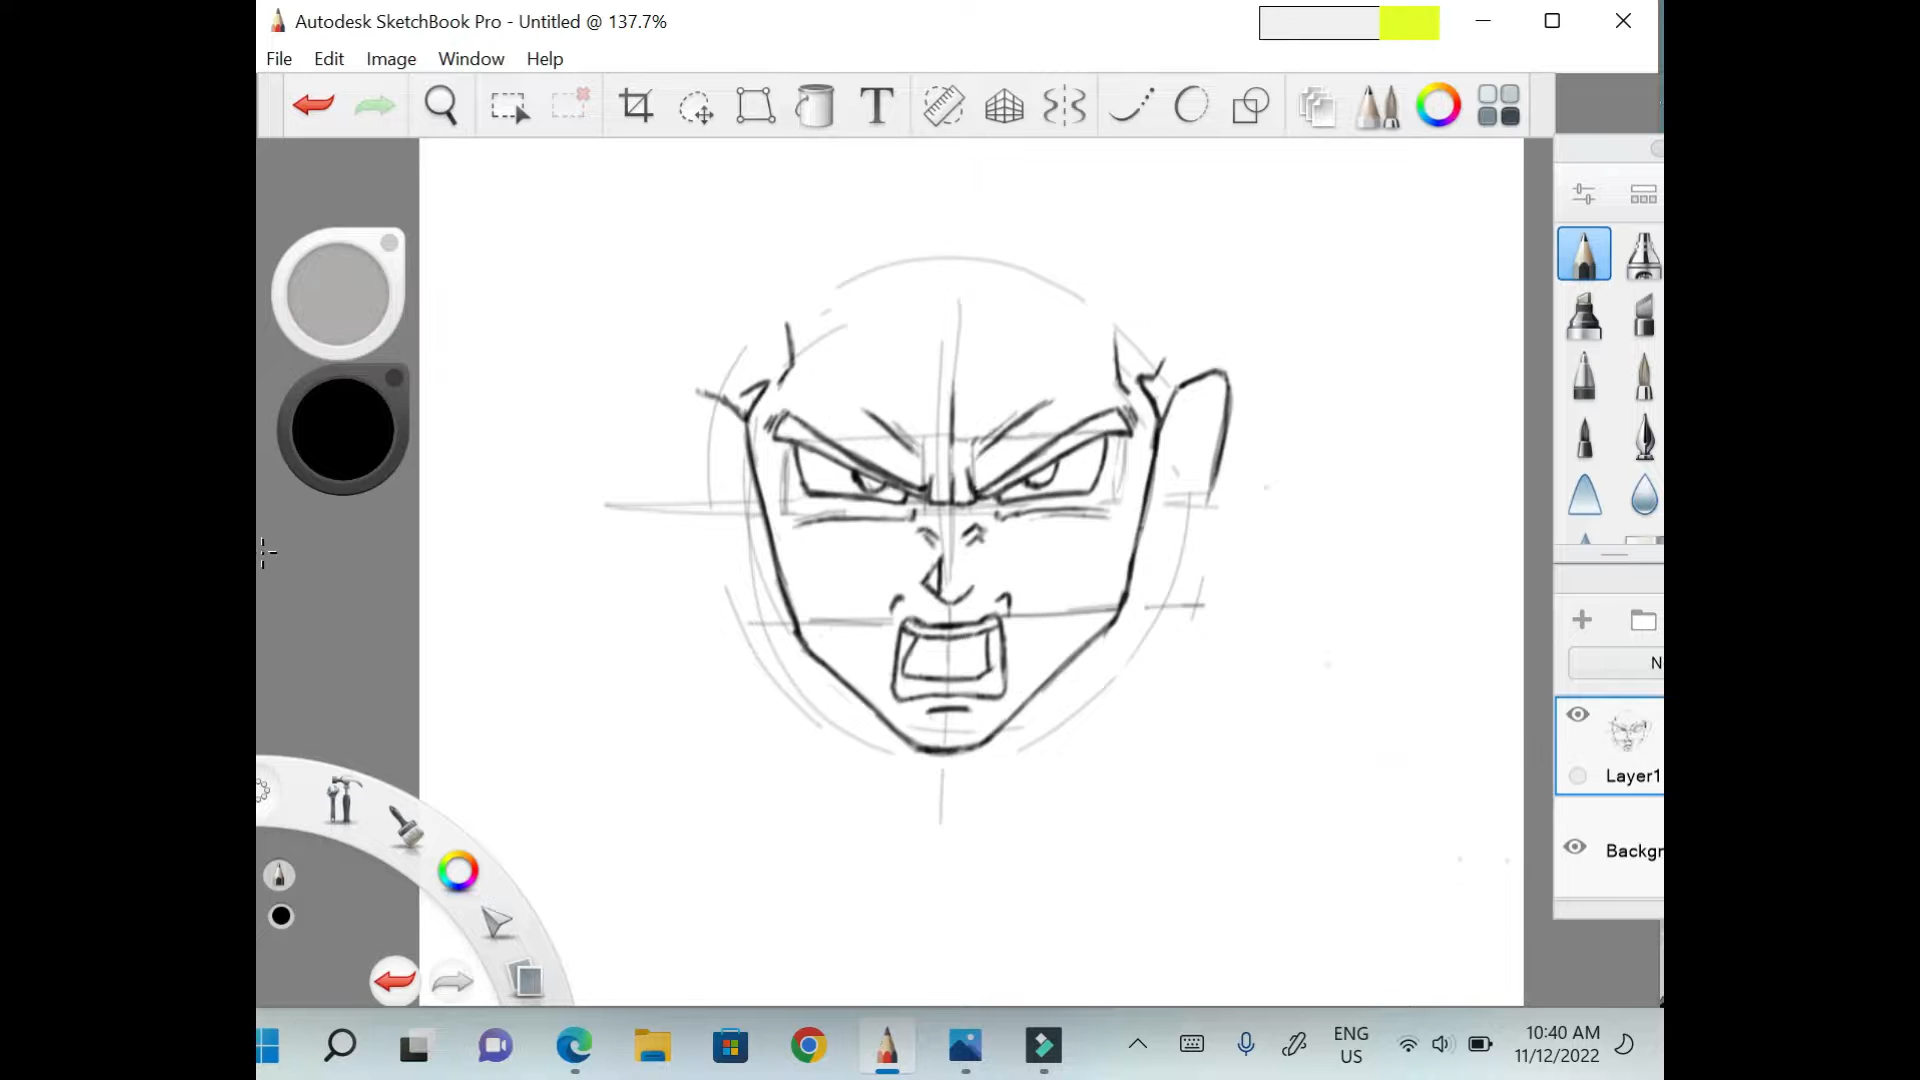 Autodesk SketchBook Pro - Untitled @ 137.7%
File Edit Image Window Help
T
N
Layer1
Backgr
ENG
US
10:40 AM
11/12/2022